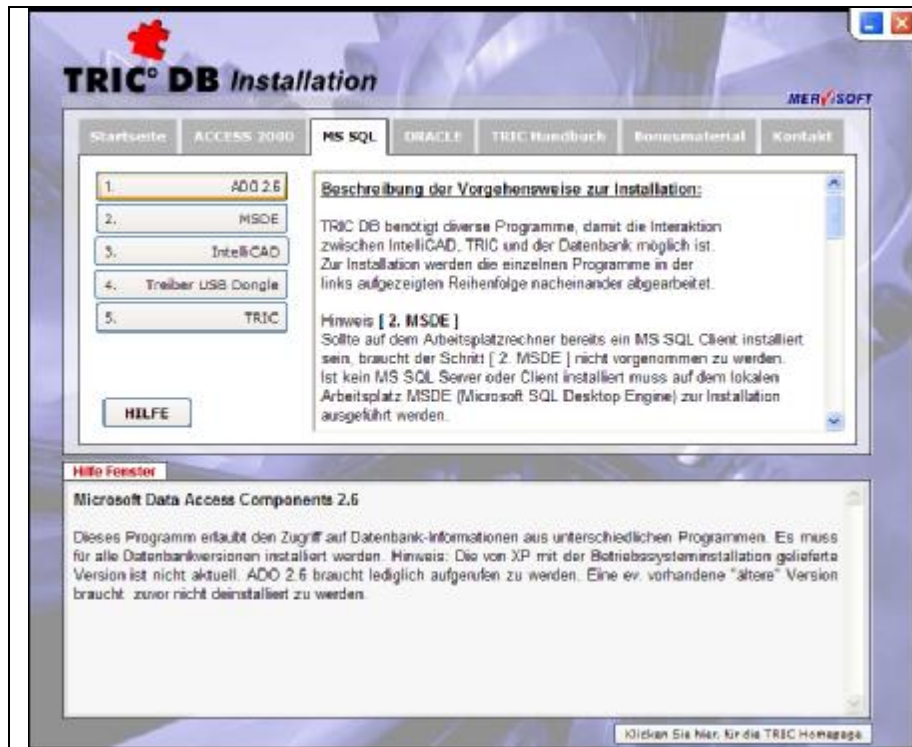 TRIC° DB Installation
MERVISOFT
Startseite
ACCESS 2000
MS SQL
ORACLE
TRIC Handbuch
Bonusmaterial
Kontakt
1. ADO 2.6
2. MSDE
3. IntelliCAD
4. Treiber USB Dongle
5. TRIC
HILFE
Beschreibung der Vorgehensweise zur Installation:
TRIC DB benötigt diverse Programme, damit die Interaktion
zwischen IntelliCAD, TRIC und der Datenbank möglich ist.
Zur Installation werden die einzelnen Programme in der
links aufgezeigten Reihenfolge nacheinander abgearbeitet.
Hinweis [ 2. MSDE ]
Sollte auf dem Arbeitsplatzrechner bereits ein MS SQL Client installiert
sein, braucht der Schritt [ 2. MSDE ] nicht vorgenommen zu werden.
Ist kein MS SQL Server oder Client installiert muss auf dem lokalen
Arbeitsplatz MSDE (Microsoft SQL Desktop Engine) zur Installation
ausgeführt werden.
Hilfe Fenster
Microsoft Data Access Components 2.6
Dieses Programm erlaubt den Zugriff auf Datenbank-Informationen aus unterschiedlichen Programmen. Es muss
für alle Datenbankversionen installiert werden. Hinweis: Die von XP mit der Betriebssysteminstallation gelieferte
Version ist nicht aktuell. ADO 2.6 braucht lediglich aufgerufen zu werden. Eine ev. vorhandene "ältere" Version
braucht zuvor nicht deinstalliert zu werden.
Klicken Sie hier, für die TRIC Homepage